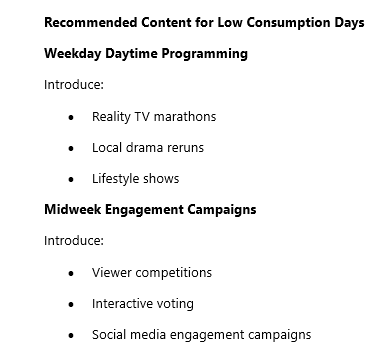 Recommended Content for Low Consumption Days
Weekday Daytime Programming
Introduce:
• Reality TV marathons
• Local drama reruns
• Lifestyle shows
Midweek Engagement Campaigns
Introduce:
• Viewer competitions
• Interactive voting
• Social media engagement campaigns